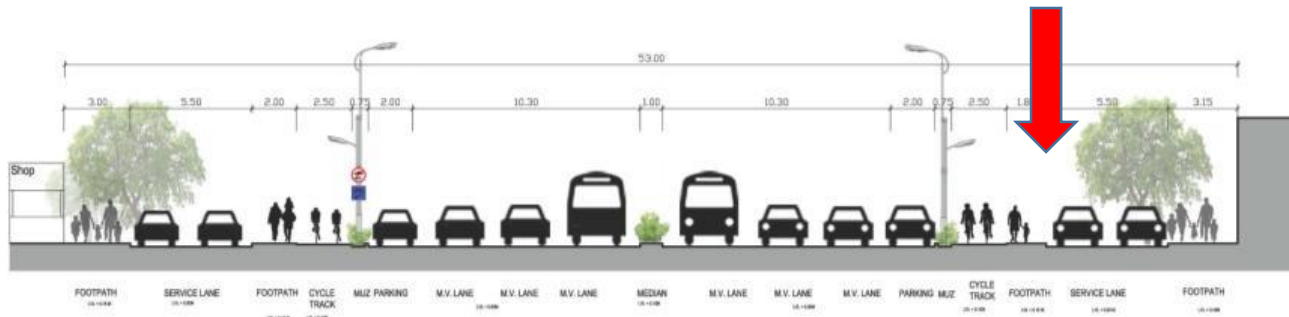 53.00
3.00 5.50 2.00 2.50 0.75 2.00 10.30 1.00 10.30 2.00 0.75 2.50 1.8 5.50 3.15
Shop
FOOTPATH SERVICE LANE FOOTPATH CYCLE TRACK MUZ PARKING M.V. LANE M.V. LANE M.V. LANE MEDIAN M.V. LANE M.V. LANE M.V. LANE PARKING MUZ CYCLE TRACK FOOTPATH SERVICE LANE FOOTPATH